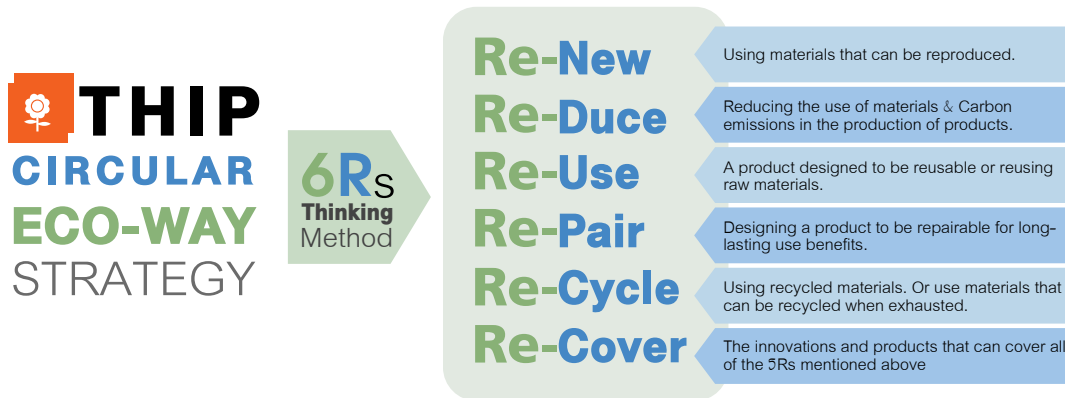 THIP
CIRCULAR
ECO-WAY
STRATEGY
6Rs
Thinking
Method
Re-New
Using materials that can be reproduced.
Re-Duce
Reducing the use of materials & Carbon
emissions in the production of products.
Re-Use
A product designed to be reusable or reusing
raw materials.
Re-Pair
Designing a product to be repairable for long-
lasting use benefits.
Re-Cycle
Using recycled materials. Or use materials that
can be recycled when exhausted.
Re-Cover
The innovations and products that can cover all
of the 5Rs mentioned above